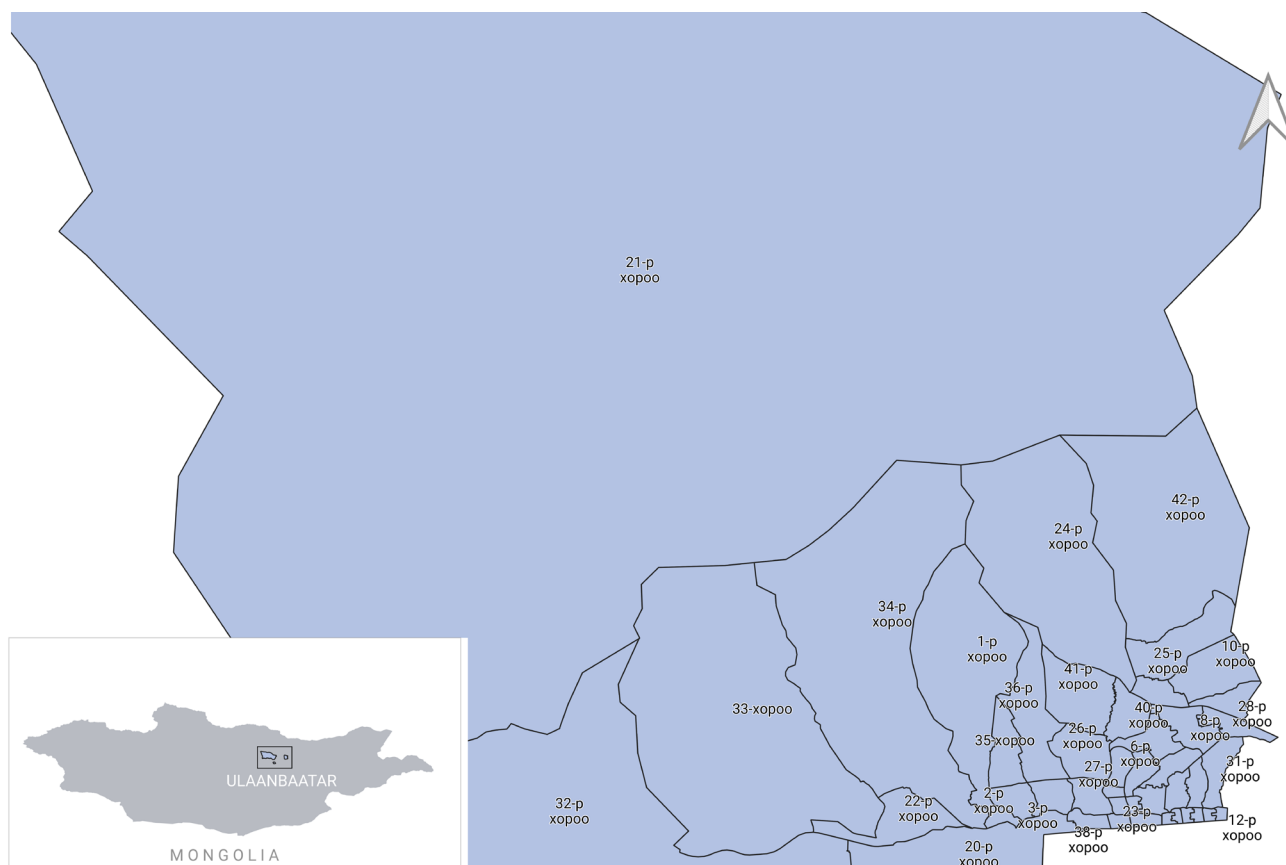 21-р
хороо
42-р
хороо
24-р
хороо
34-р
хороо
1-р
хороо
10-р
хороо
25-р
хороо
41-р
хороо
36-р
хороо
33-хороо
28-р
хороо
40-р
хороо
8-р
хороо
26-р
хороо
35-хороо
6-р
хороо
31-р
хороо
27-р
хороо
2-р
хороо
22-р
хороо
32-р
хороо
3-р
хороо
23-р
хороо
12-р
хороо
38-р
хороо
20-р
хороо
ULAANBAATAR
MONGOLIA